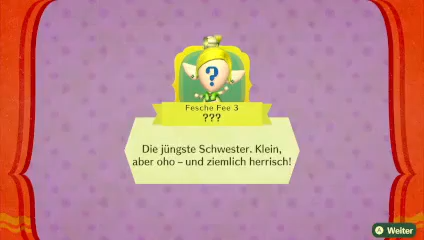 ?
Fesche Fee 3
???
Die jüngste Schwester. Klein,
aber oho – und ziemlich herrisch!
A Weiter